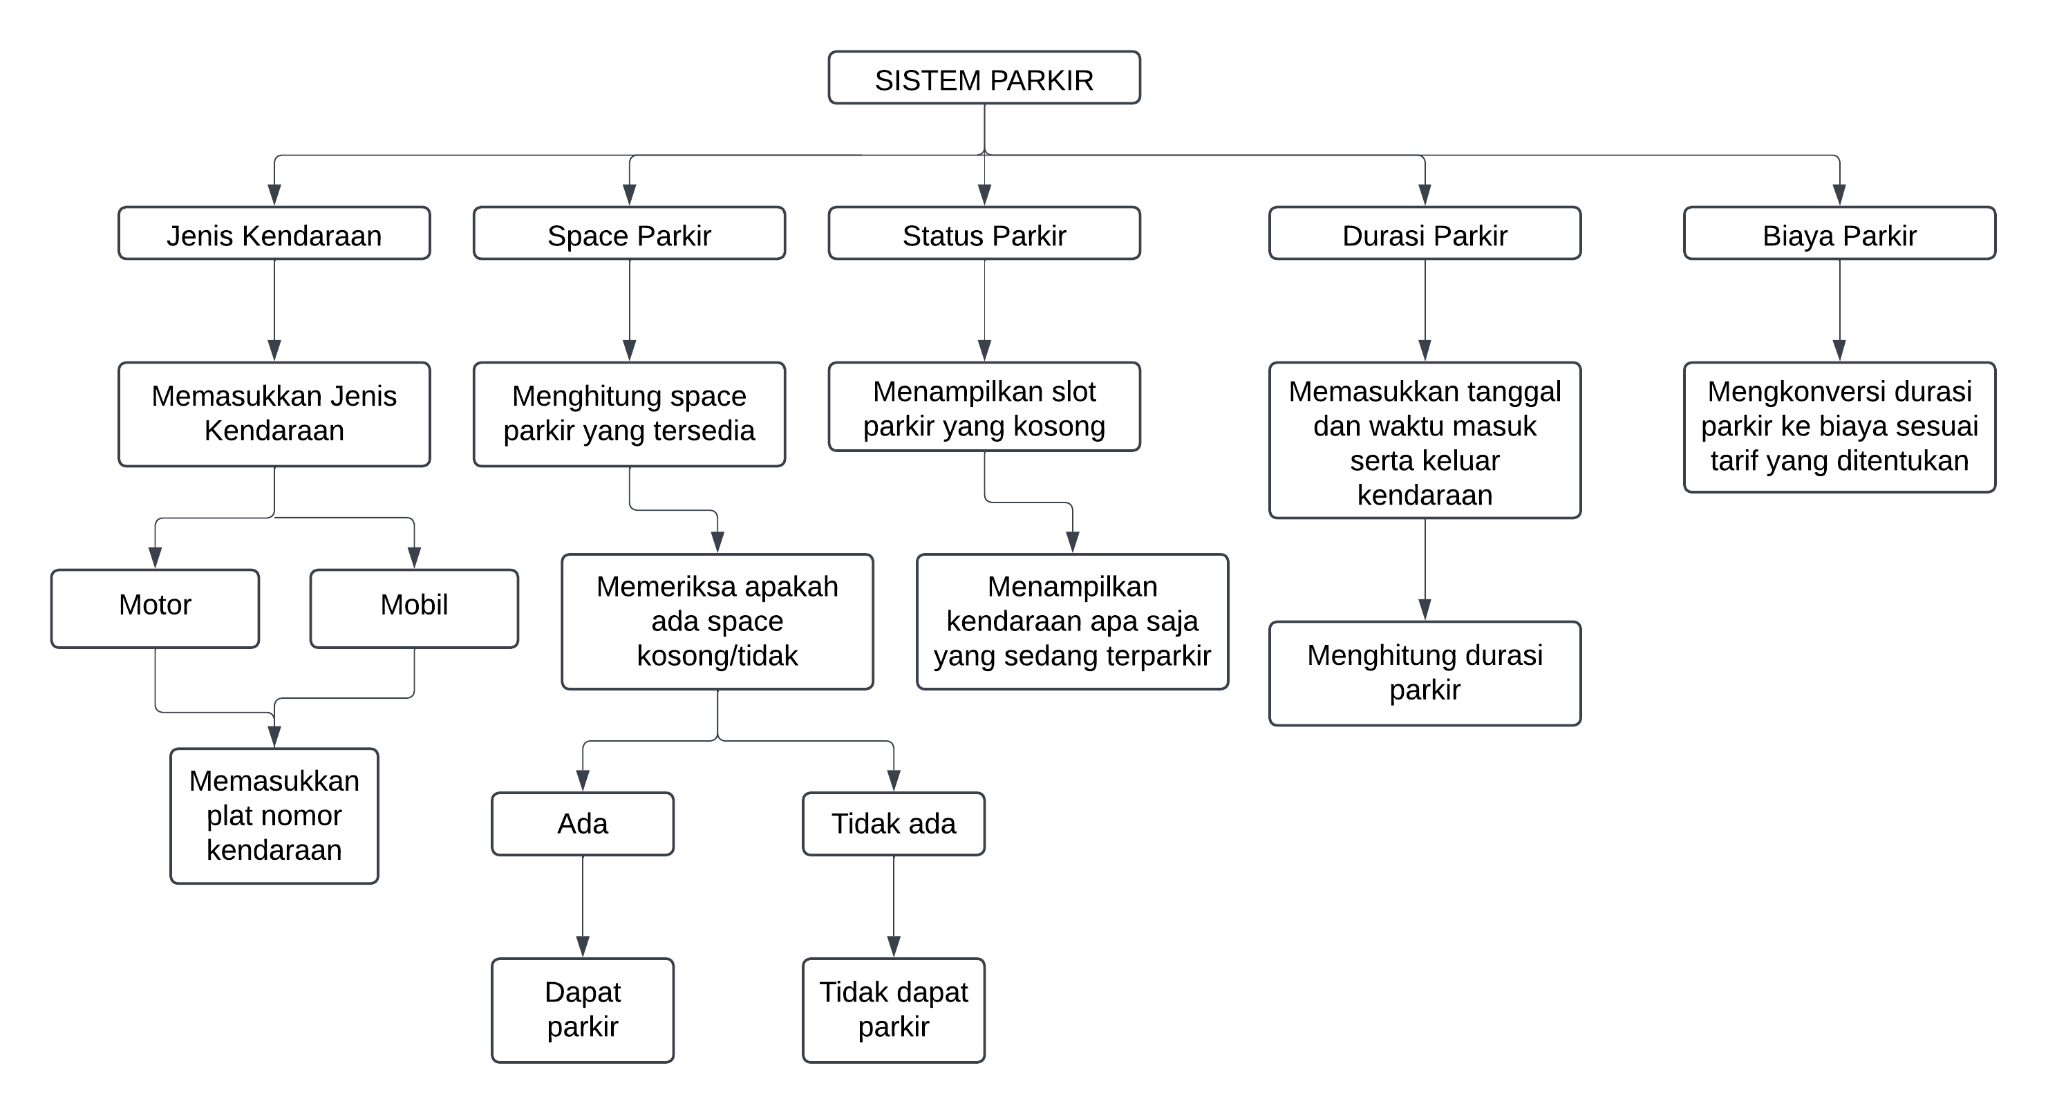 SISTEM PARKIR
Jenis Kendaraan
Space Parkir
Status Parkir
Durasi Parkir
Biaya Parkir
Memasukkan Jenis
Kendaraan
Menghitung space
parkir yang tersedia
Menampilkan slot
parkir yang kosong
Memasukkan tanggal
dan waktu masuk
serta keluar
kendaraan
Mengkonversi durasi
parkir ke biaya sesuai
tarif yang ditentukan
Motor
Mobil
Memeriksa apakah
ada space
kosong/tidak
Menampilkan
kendaraan apa saja
yang sedang terparkir
Menghitung durasi
parkir
Memasukkan
plat nomor
kendaraan
Ada
Tidak ada
Dapat
parkir
Tidak dapat
parkir